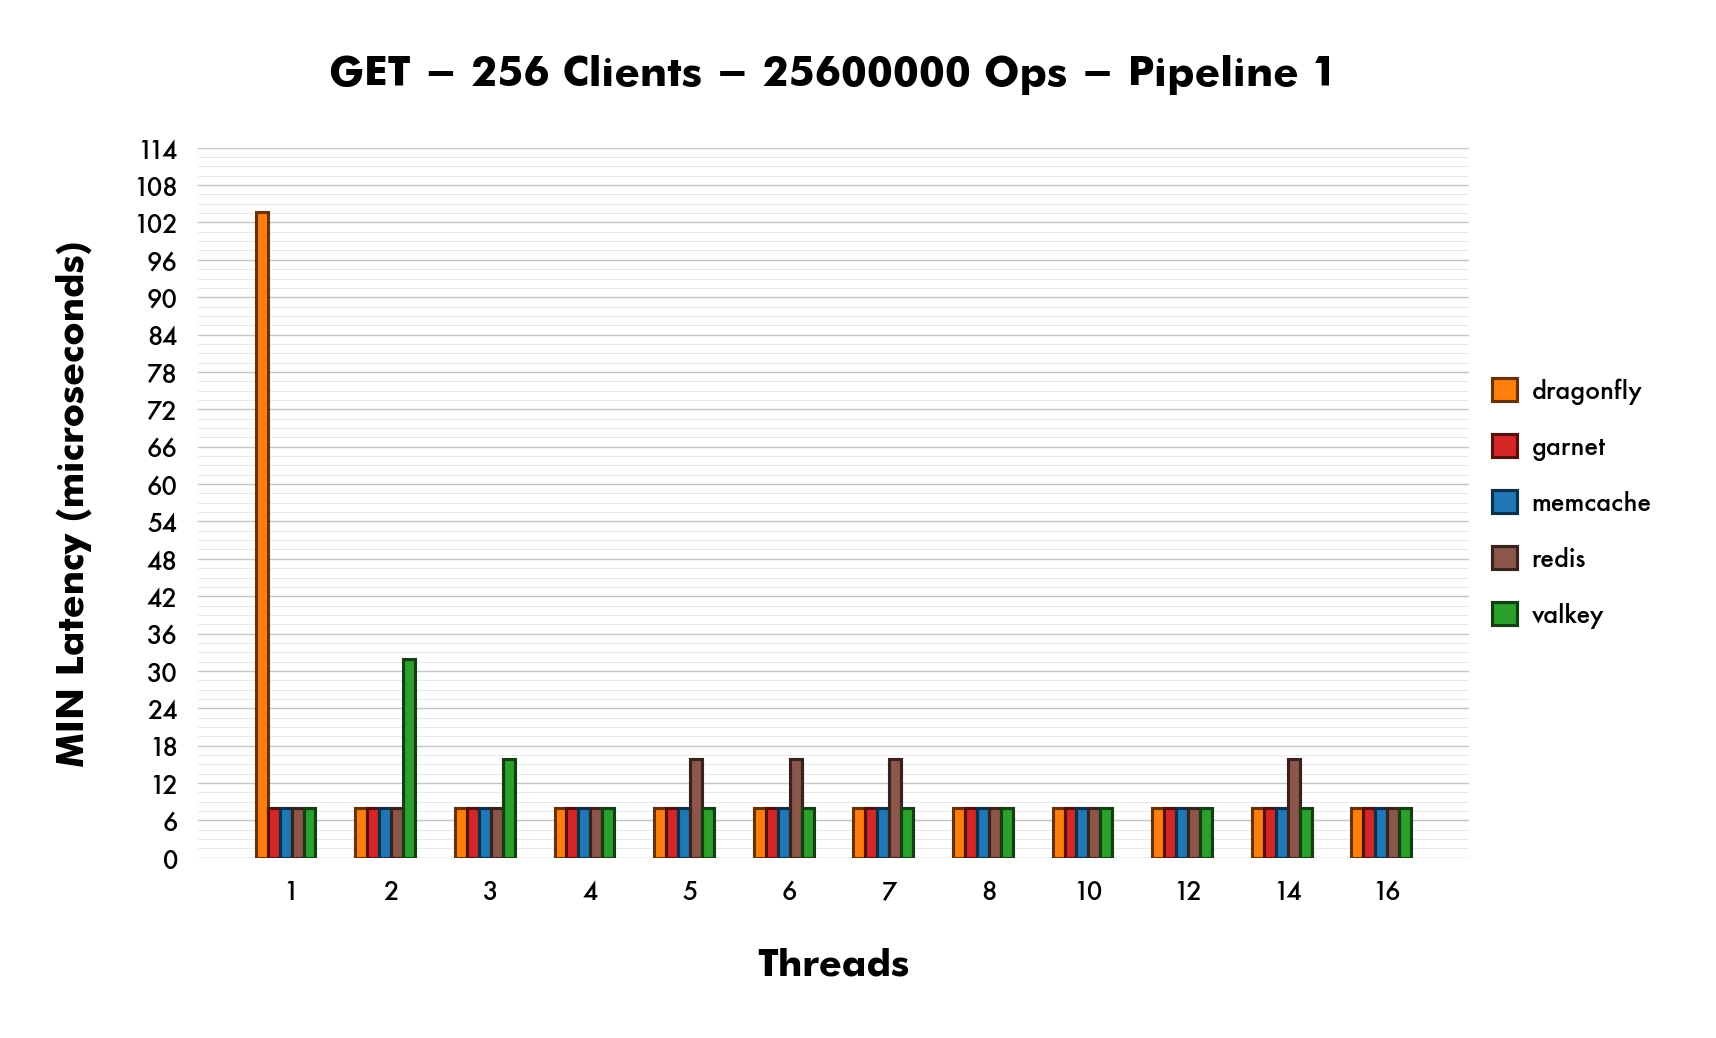 GET – 256 Clients – 25600000 Ops – Pipeline 1
MIN Latency (microseconds)
114
108
102
96
90
84
78
72
66
60
54
48
42
36
30
24
18
12
6
0
1 2 3 4 5 6 7 8 10 12 14 16
Threads
dragonfly
garnet
memcache
redis
valkey